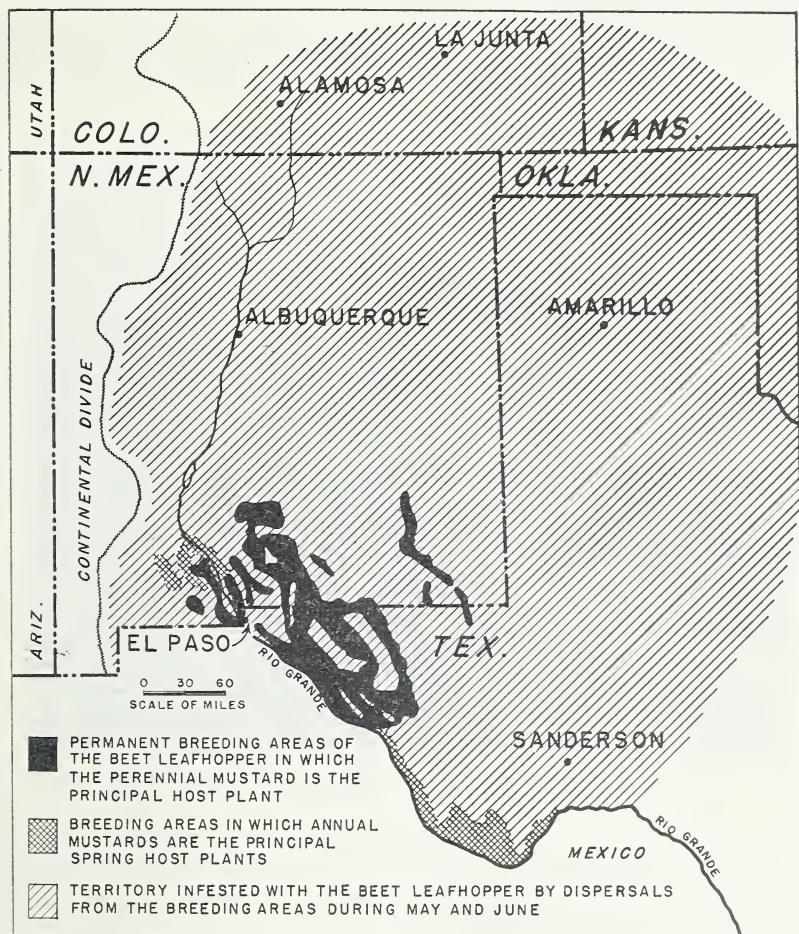 LA JUNTA
ALAMOSA
UTAH
COLO.
KANS.
N. MEX.
OKLA.
ALBUQUERQUE
AMARILLO
CONTINENTAL DIVIDE
ARIZ.
EL PASO
TEX.
RIO GRANDE
0 30 60
SCALE OF MILES
SANDERSON
MEXICO
RIO GRANDE
PERMANENT BREEDING AREAS OF
THE BEET LEAFHOPPER IN WHICH
THE PERENNIAL MUSTARD IS THE
PRINCIPAL HOST PLANT
BREEDING AREAS IN WHICH ANNUAL
MUSTARDS ARE THE PRINCIPAL
SPRING HOST PLANTS
TERRITORY INFESTED WITH THE BEET LEAFHOPPER BY DISPERSALS
FROM THE BREEDING AREAS DURING MAY AND JUNE